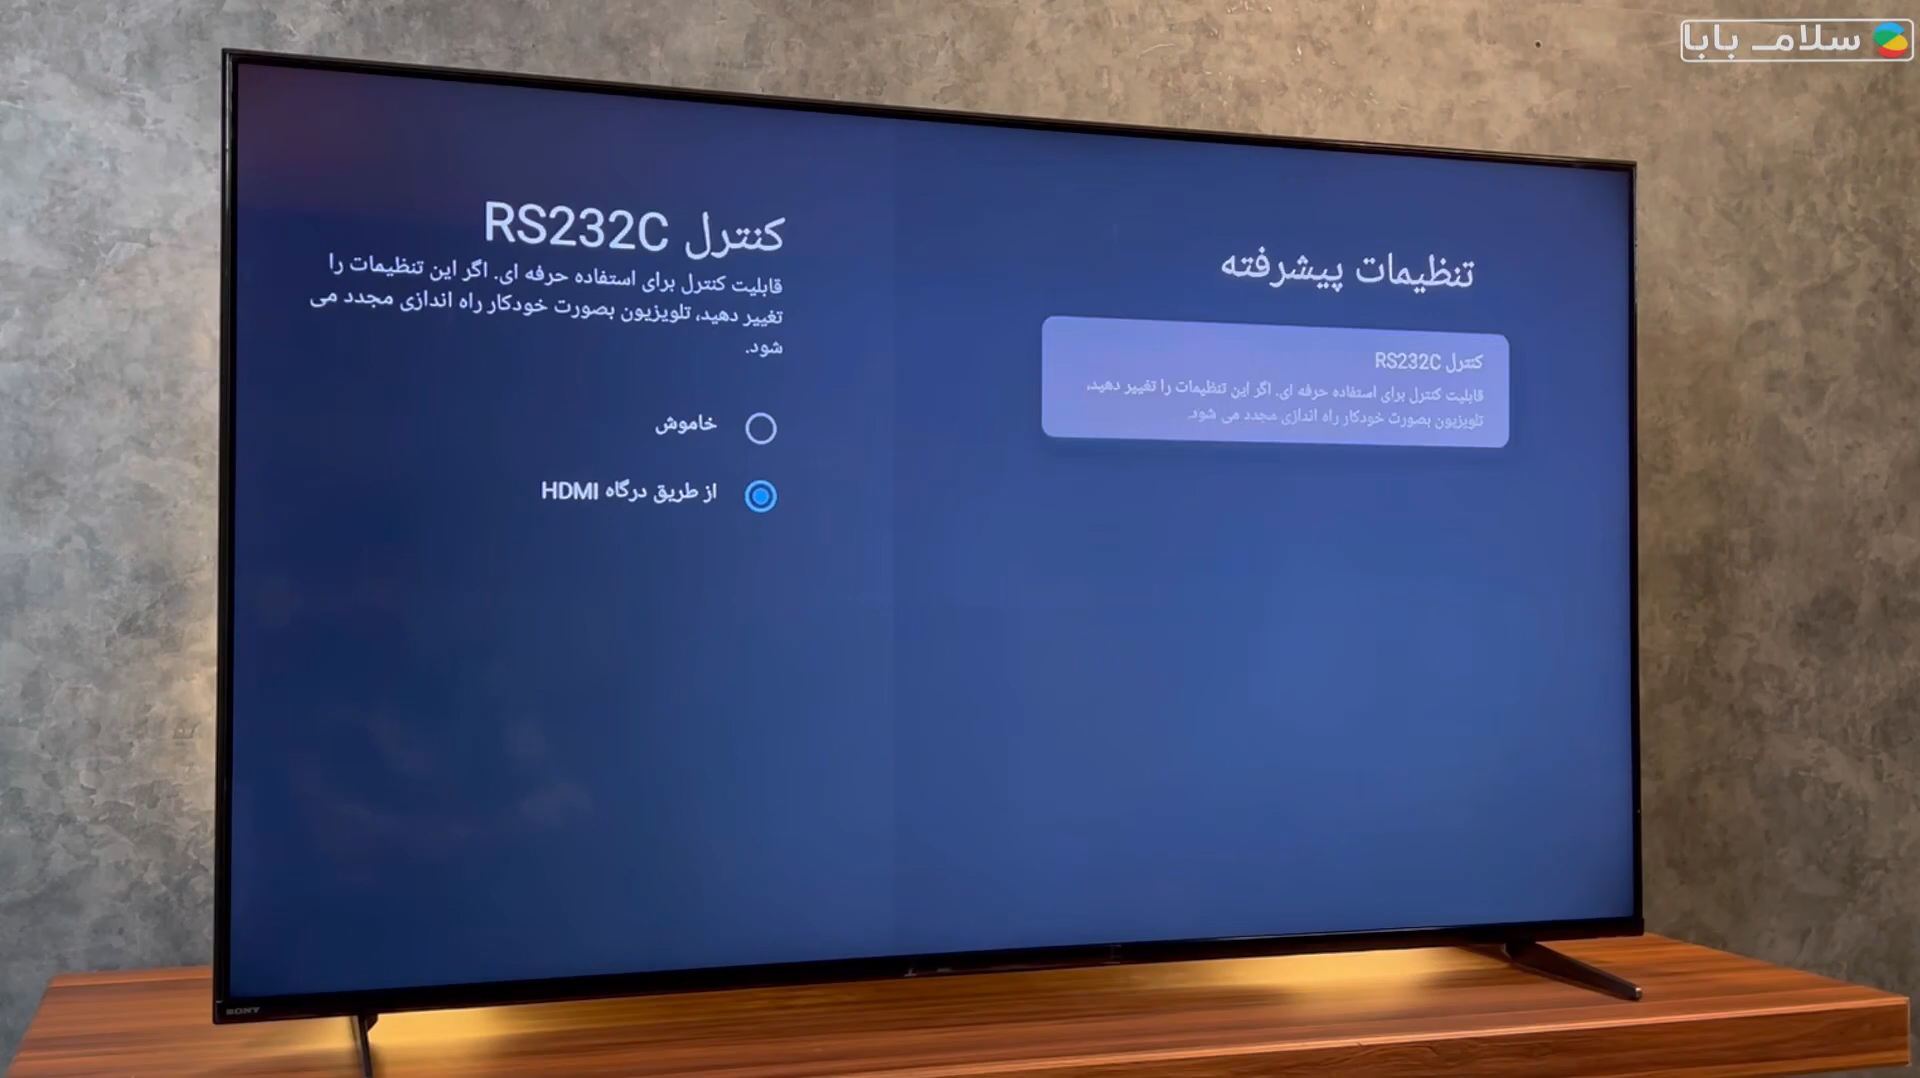 سلامـ بابا
تنظیمات پیشرفته
کنترل RS232C
قابلیت کنترل برای استفاده حرفه ای. اگر این تنظیمات را تغییر دهید،
تلویزیون بصورت خودکار راه اندازی مجدد می شود.
کنترل RS232C
قابلیت کنترل برای استفاده حرفه ای. اگر این تنظیمات را
تغییر دهید، تلویزیون بصورت خودکار راه اندازی مجدد می
شود.
خاموش
از طریق درگاه HDMI
SONY